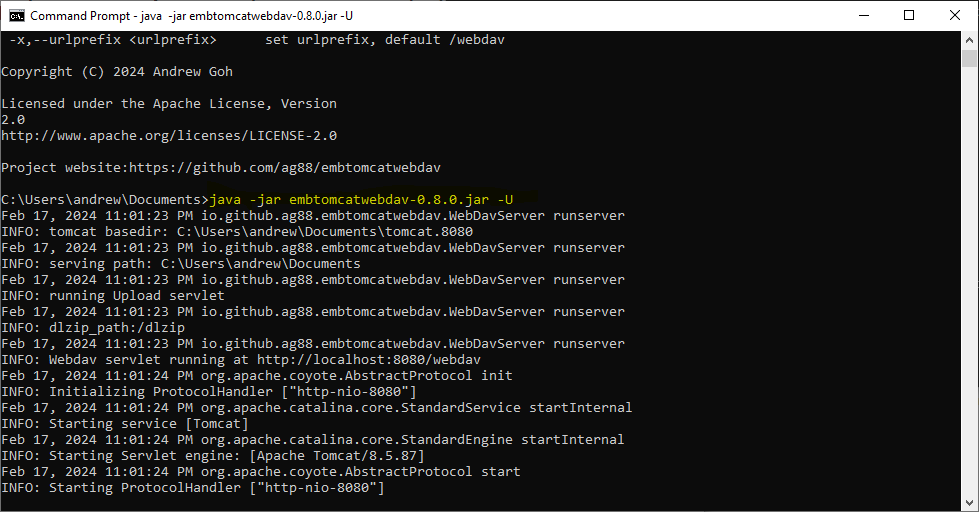 Command Prompt - java  -jar embtomcatwebdav-0.8.0.jar -U
 -x,--urlprefix <urlprefix>      set urlprefix, default /webdav
Copyright (C) 2024 Andrew Goh
Licensed under the Apache License, Version
2.0
http://www.apache.org/licenses/LICENSE-2.0
Project website:https://github.com/ag88/embtomcatwebdav
C:\Users\andrew\Documents>java -jar embtomcatwebdav-0.8.0.jar -U
Feb 17, 2024 11:01:23 PM io.github.ag88.embtomcatwebdav.WebDavServer runserver
INFO: tomcat basedir: C:\Users\andrew\Documents\tomcat.8080
Feb 17, 2024 11:01:23 PM io.github.ag88.embtomcatwebdav.WebDavServer runserver
INFO: serving path: C:\Users\andrew\Documents
Feb 17, 2024 11:01:23 PM io.github.ag88.embtomcatwebdav.WebDavServer runserver
INFO: running Upload servlet
Feb 17, 2024 11:01:23 PM io.github.ag88.embtomcatwebdav.WebDavServer runserver
INFO: dlzip_path:/dlzip
Feb 17, 2024 11:01:23 PM io.github.ag88.embtomcatwebdav.WebDavServer runserver
INFO: Webdav servlet running at http://localhost:8080/webdav
Feb 17, 2024 11:01:24 PM org.apache.coyote.AbstractProtocol init
INFO: Initializing ProtocolHandler ["http-nio-8080"]
Feb 17, 2024 11:01:24 PM org.apache.catalina.core.StandardService startInternal
INFO: Starting service [Tomcat]
Feb 17, 2024 11:01:24 PM org.apache.catalina.core.StandardEngine startInternal
INFO: Starting Servlet engine: [Apache Tomcat/8.5.87]
Feb 17, 2024 11:01:24 PM org.apache.coyote.AbstractProtocol start
INFO: Starting ProtocolHandler ["http-nio-8080"]